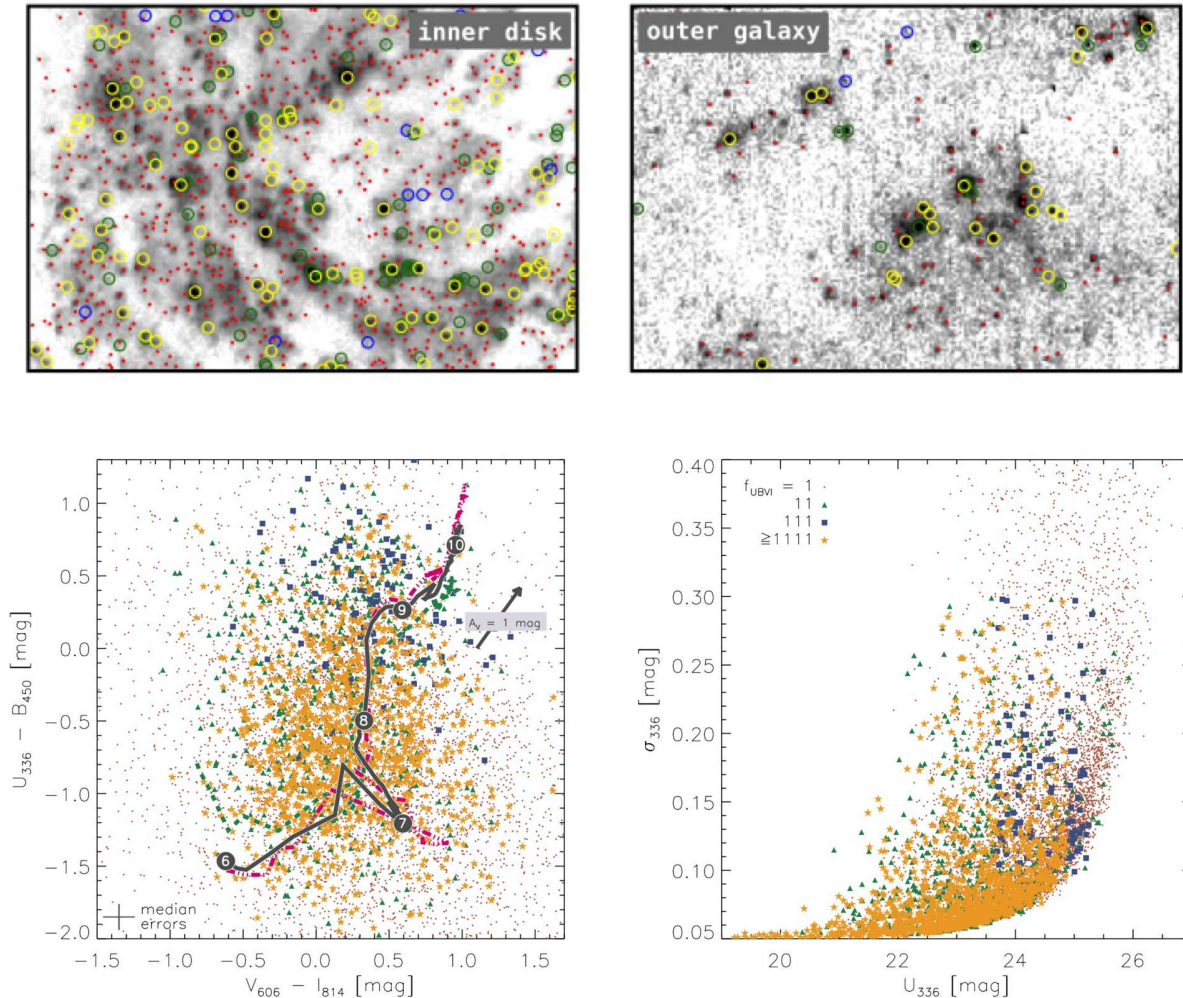 inner disk
outer galaxy
1.0
0.5
0.0
−0.5
−1.0
−1.5
−2.0
U₃₃₆ − B₄₅₀ [mag]
10
9
Aᵥ = 1 mag
8
7
6
median
errors
−1.5 −1.0 −0.5 0.0 0.5 1.0 1.5
V₆₀₆ − I₈₁₄ [mag]
0.40
0.35
0.30
0.25
0.20
0.15
0.10
0.05
σ₃₃₆ [mag]
f_UBVI = 1
11
111
≧1111
20 22 24 26
U₃₃₆ [mag]